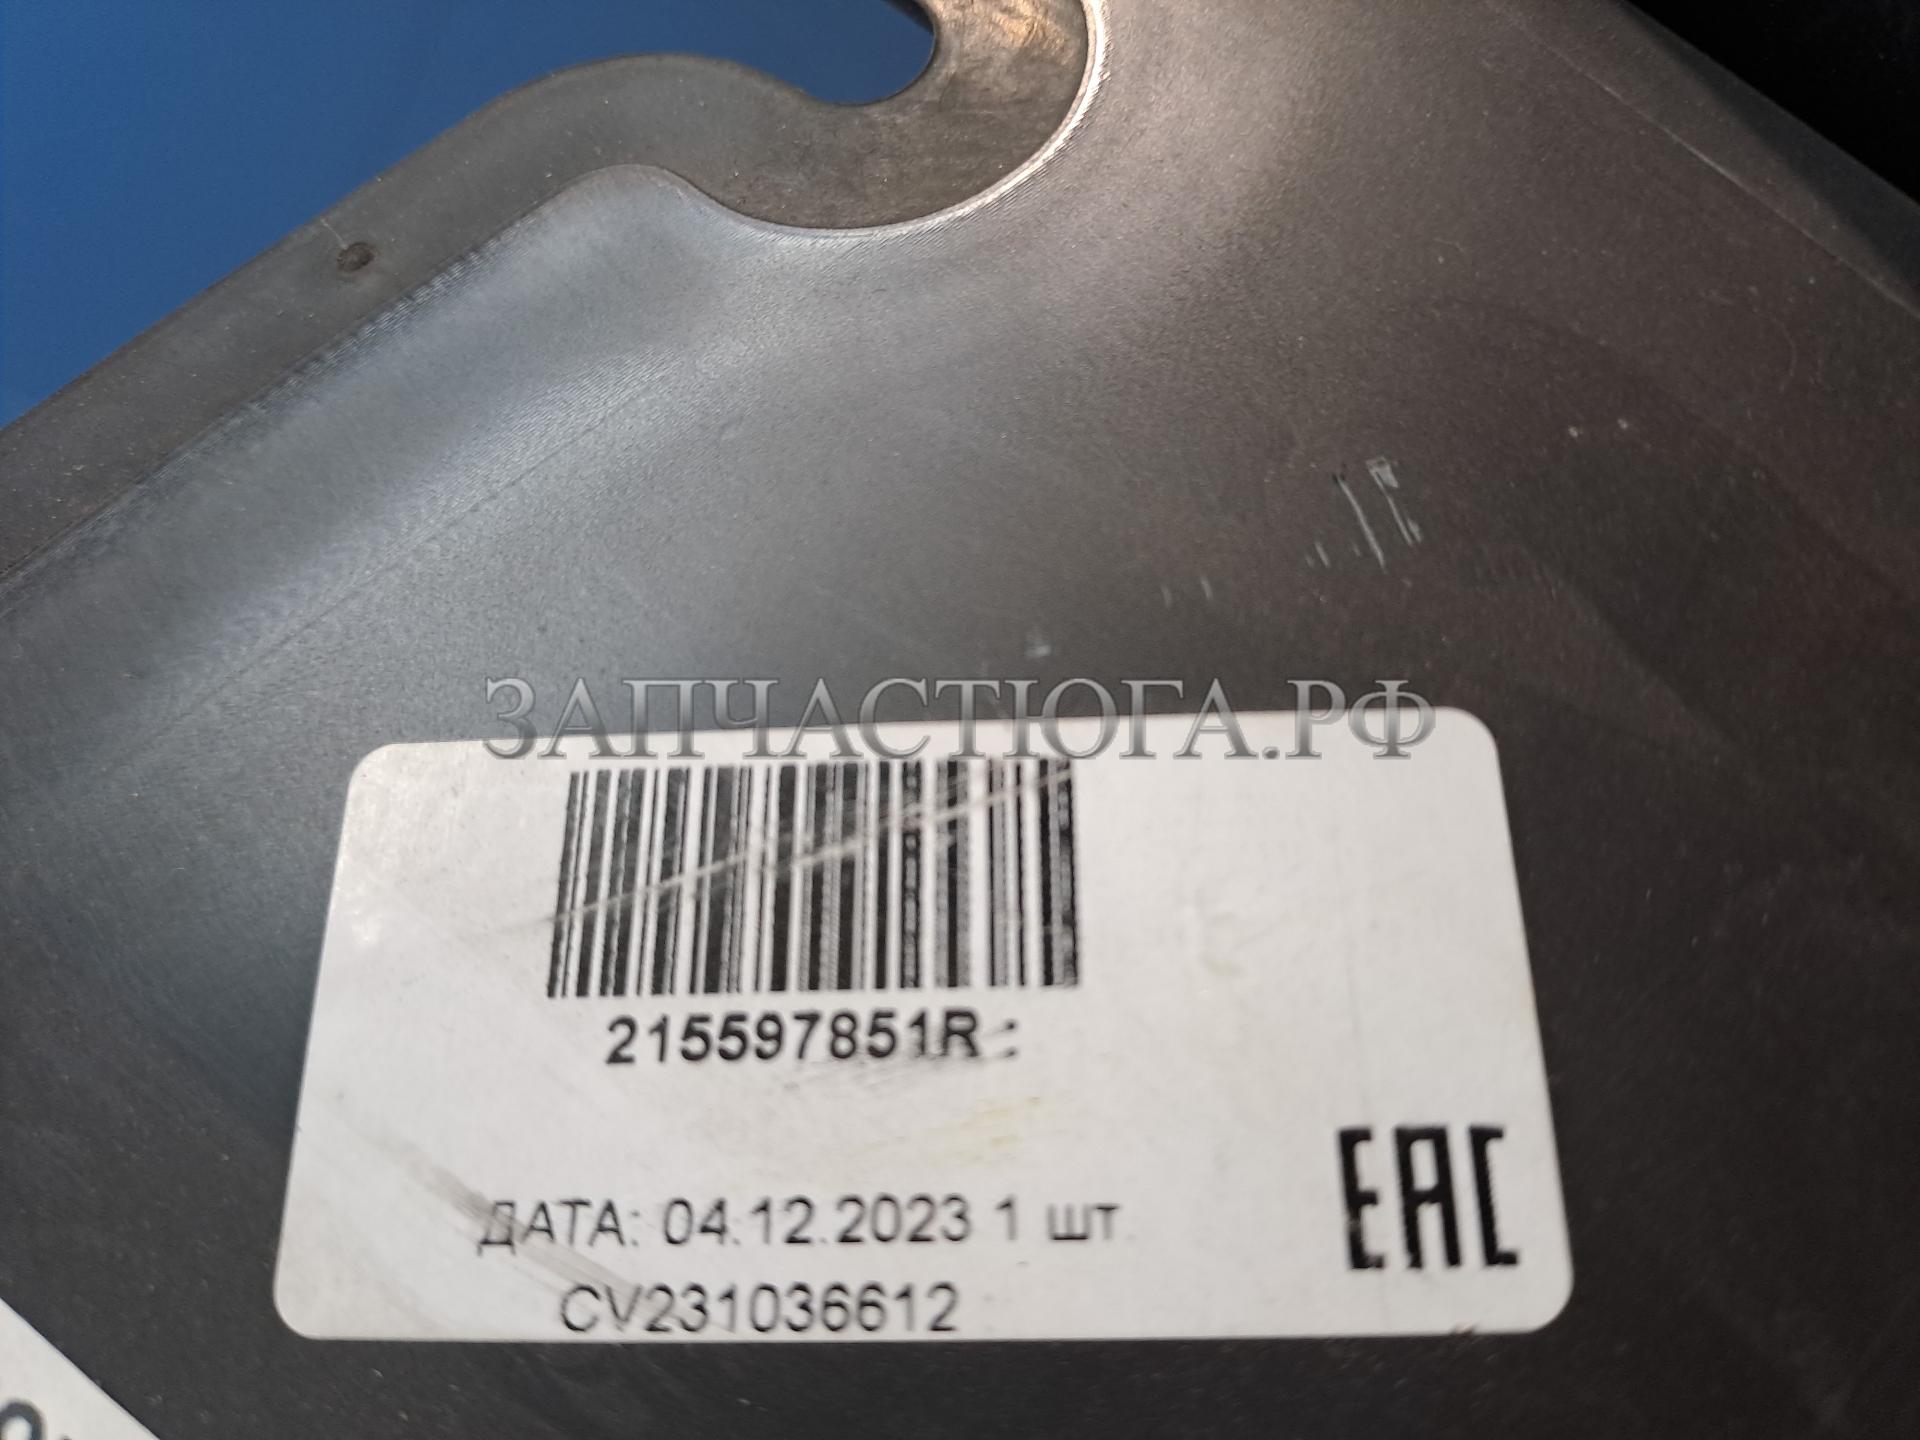 ЗАПЧАСТЮГА.РФ
215597851R
ДАТА: 04.12.2023 1 шт.
CV231036612
EAC